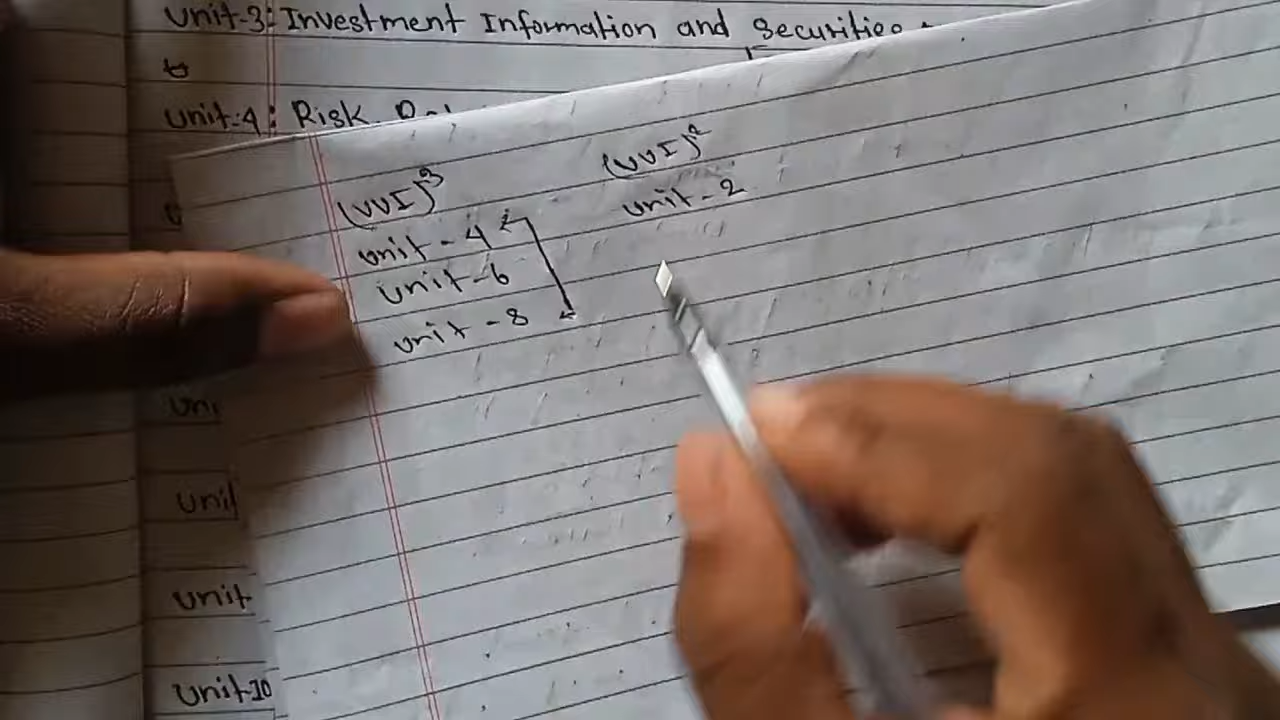 Unit-3: Investment Information and Securities
Unit-4: Risk
(VVI)³
unit - 4
unit - 6
unit - 8
(VVI)²
unit - 2
Unit
Unit
Unit-10